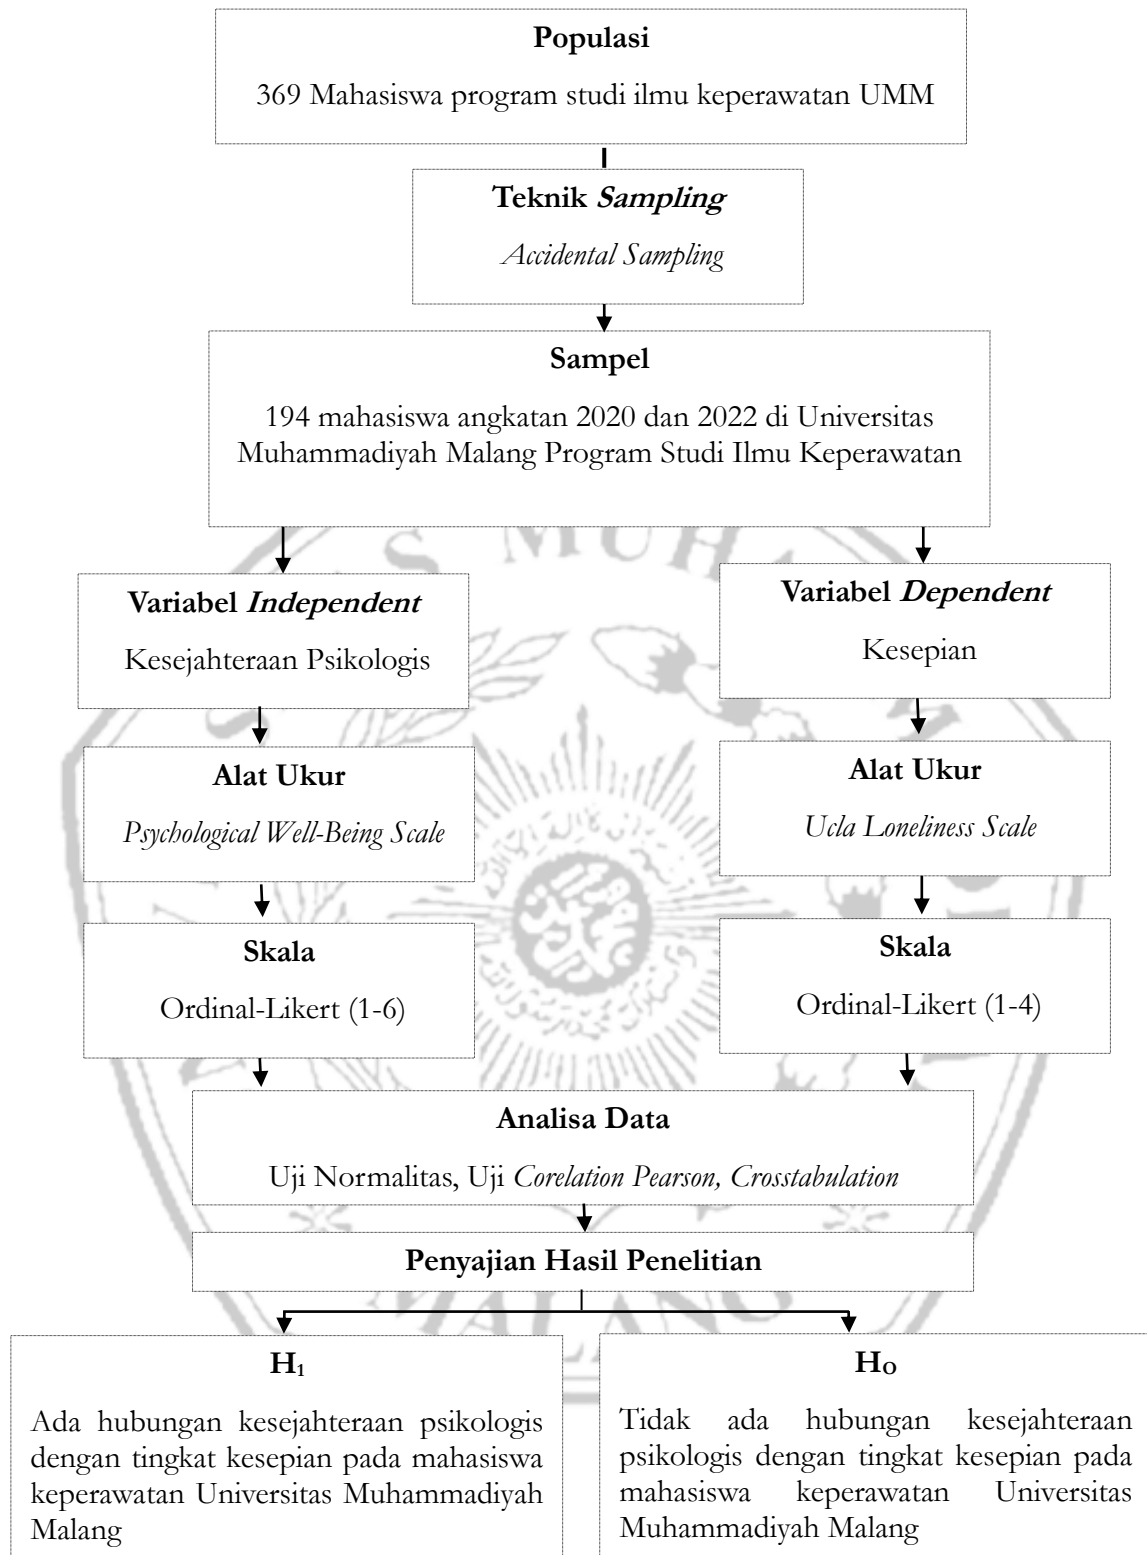 Populasi
369 Mahasiswa program studi ilmu keperawatan UMM
Teknik Sampling
Accidental Sampling
Sampel
194 mahasiswa angkatan 2020 dan 2022 di Universitas
Muhammadiyah Malang Program Studi Ilmu Keperawatan
Variabel Independent
Kesejahteraan Psikologis
Variabel Dependent
Kesepian
Alat Ukur
Psychological Well-Being Scale
Alat Ukur
Ucla Loneliness Scale
Skala
Ordinal-Likert (1-6)
Skala
Ordinal-Likert (1-4)
Analisa Data
Uji Normalitas, Uji Corelation Pearson, Crosstabulation
Penyajian Hasil Penelitian
MALANG
H₁
Ada hubungan kesejahteraan psikologis
dengan tingkat kesepian pada mahasiswa
keperawatan Universitas Muhammadiyah
Malang
H₀
Tidak ada hubungan kesejahteraan
psikologis dengan tingkat kesepian pada
mahasiswa keperawatan Universitas
Muhammadiyah Malang